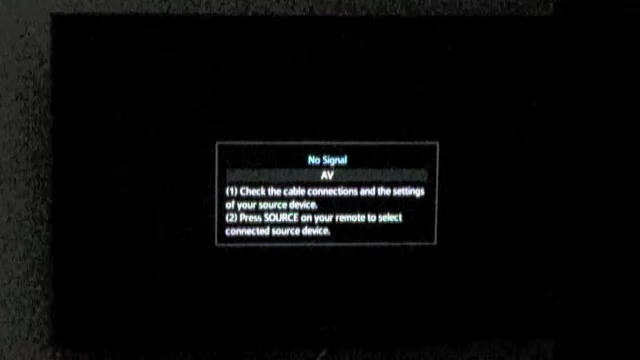 No Signal
AV
(1) Check the cable connections and the settings
of your source device.
(2) Press SOURCE on your remote to select
connected source device.